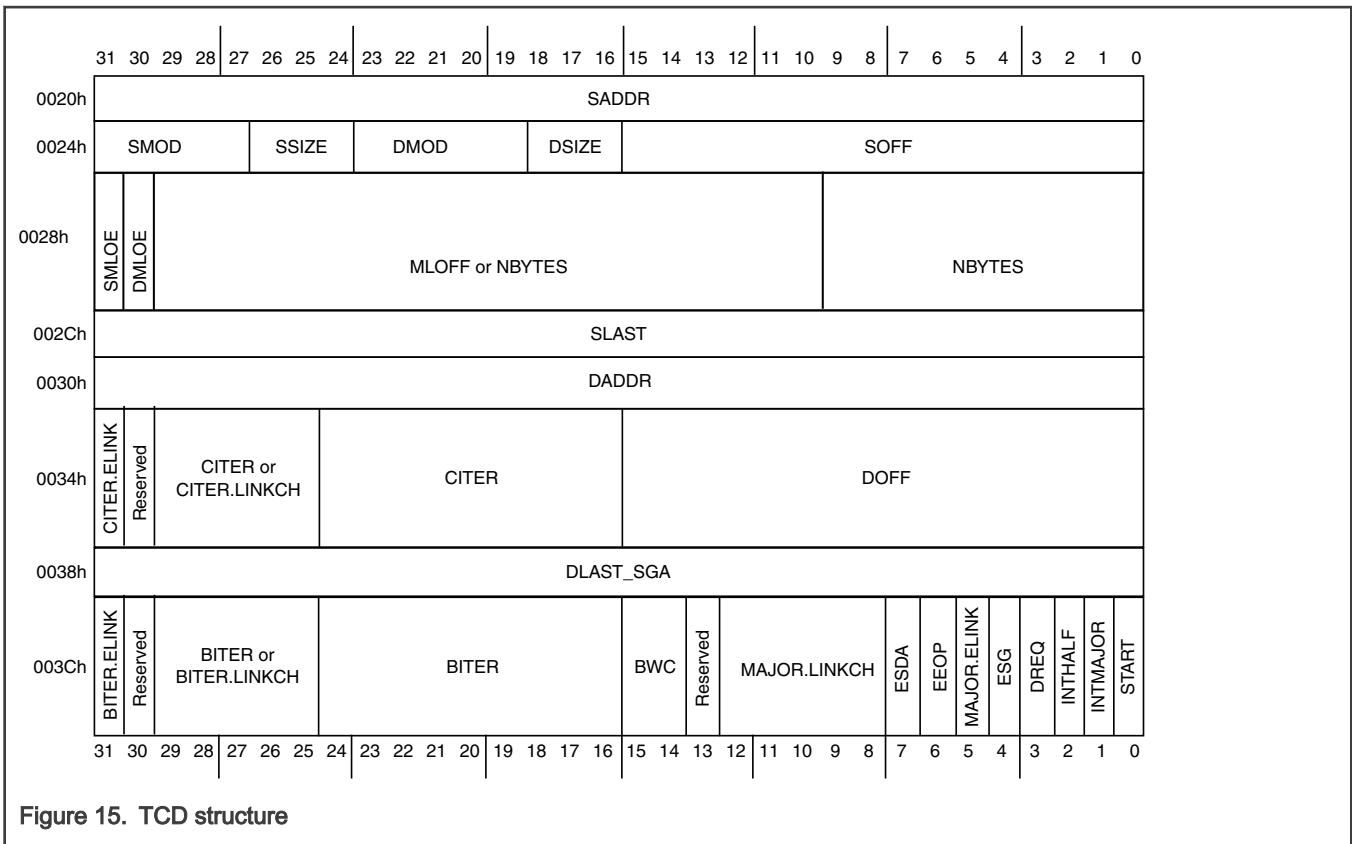 31 30 29 28 27 26 25 24 23 22 21 20 19 18 17 16 15 14 13 12 11 10 9 8 7 6 5 4 3 2 1 0
0020h SADDR
0024h SMOD SSIZE DMOD DSIZE SOFF
0028h SMLOE DMLOE MLOFF or NBYTES NBYTES
002Ch SLAST
0030h DADDR
0034h CITER.ELINK Reserved CITER or
CITER.LINKCH CITER DOFF
0038h DLAST_SGA
003Ch BITER.ELINK Reserved BITER or
BITER.LINKCH BITER BWC Reserved MAJOR.LINKCH ESDA EEOP MAJOR.ELINK ESG DREQ INTHALF INTMAJOR START
31 30 29 28 27 26 25 24 23 22 21 20 19 18 17 16 15 14 13 12 11 10 9 8 7 6 5 4 3 2 1 0
Figure 15. TCD structure